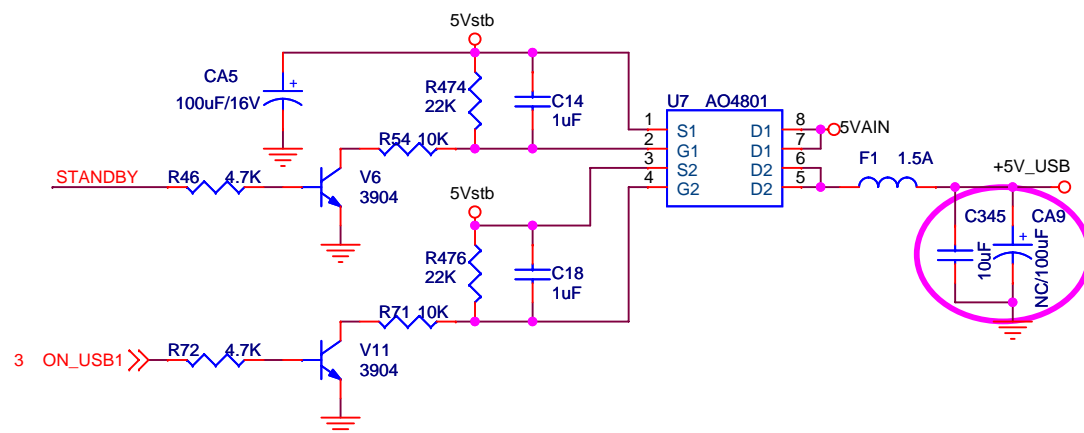 5Vstb
CA5
100uF/16V
R474
22K
C14
1uF
U7 AO4801
1 S1 D1 8
2 G1 D1 7
3 S2 D2 6
4 G2 D2 5
5VAIN
F1 1.5A
+5V_USB
R54 10K
STANDBY
R46 4.7K
V6
3904
5Vstb
R476
22K
C18
1uF
C345
10uF
CA9
NC/100uF
R71 10K
3 ON_USB1
R72 4.7K
V11
3904